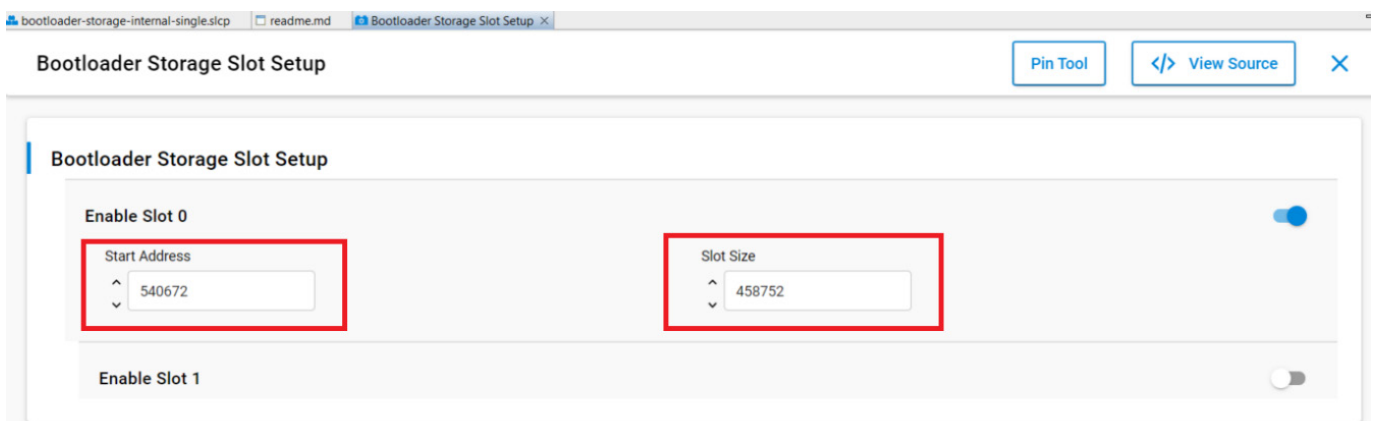 bootloader-storage-internal-single.slcp readme.md Bootloader Storage Slot Setup
Bootloader Storage Slot Setup Pin Tool </> View Source
Bootloader Storage Slot Setup
Enable Slot 0
Start Address Slot Size
540672 458752
Enable Slot 1